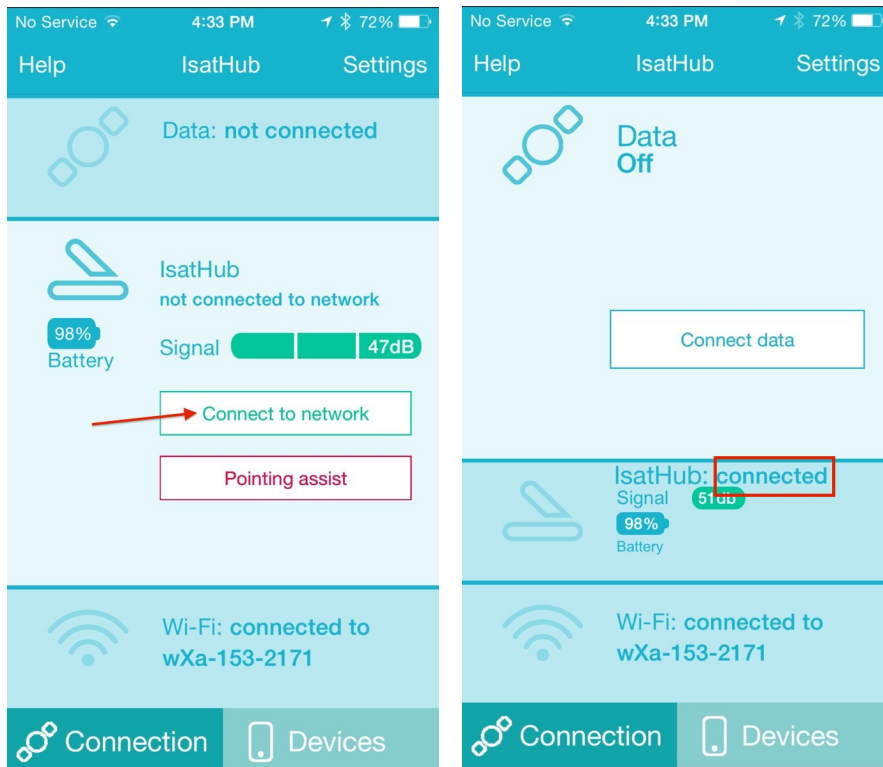 No Service 4:33 PM 72%
Help IsatHub Settings
Data: not connected
IsatHub
not connected to network
98%
Battery
Signal 47dB
Connect to network
Pointing assist
Wi-Fi: connected to
wXa-153-2171
Connection Devices
No Service 4:33 PM 72%
Help IsatHub Settings
Data
Off
Connect data
IsatHub: connected
Signal 51db
98%
Battery
Wi-Fi: connected to
wXa-153-2171
Connection Devices